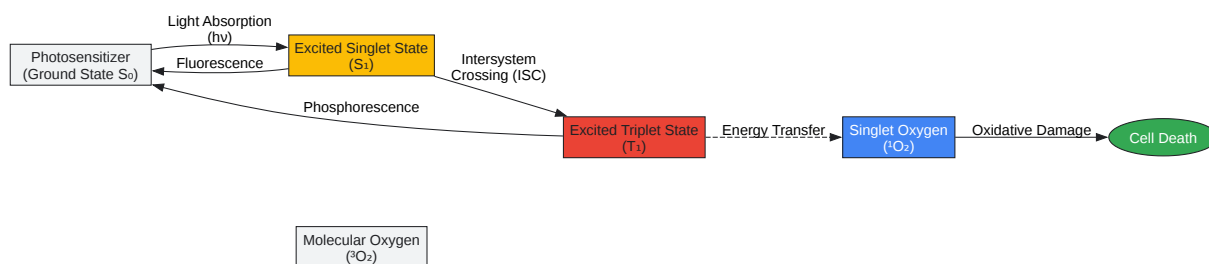 Light Absorption
(hν)
Photosensitizer
(Ground State S₀)
Excited Singlet State
(S₁)
Fluorescence
Intersystem
Crossing (ISC)
Phosphorescence
Excited Triplet State
(T₁)
Energy Transfer
Singlet Oxygen
(¹O₂)
Oxidative Damage
Cell Death
Molecular Oxygen
(³O₂)